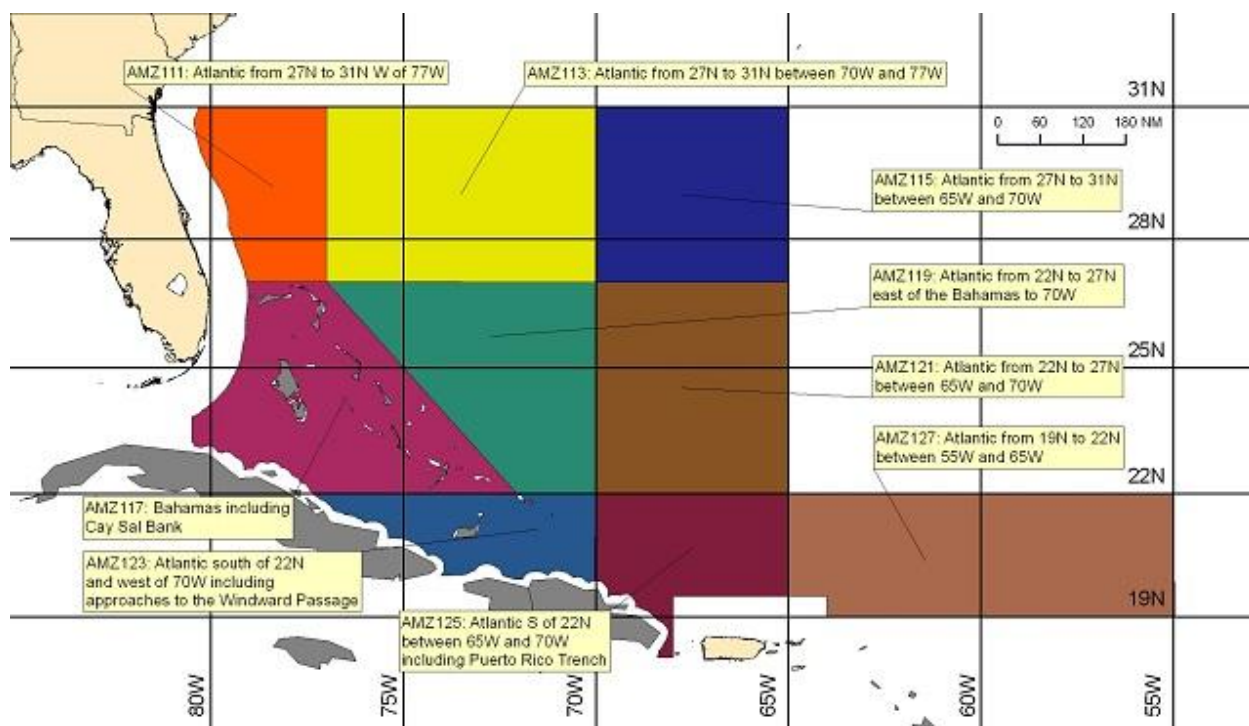 AMZ111: Atlantic from 27N to 31N W of 77W
AMZ113: Atlantic from 27N to 31N between 70W and 77W
31N
0 60 120 180 NM
AMZ115: Atlantic from 27N to 31N
between 65W and 70W
28N
AMZ119: Atlantic from 22N to 27N
east of the Bahamas to 70W
25N
AMZ121: Atlantic from 22N to 27N
between 65W and 70W
AMZ127: Atlantic from 19N to 22N
between 55W and 65W
22N
AMZ117: Bahamas including
Cay Sal Bank
AMZ123: Atlantic south of 22N
and west of 70W including
approaches to the Windward Passage
19N
AMZ125: Atlantic S of 22N
between 65W and 70W
including Puerto Rico Trench
80W
75W
70W
65W
60W
55W